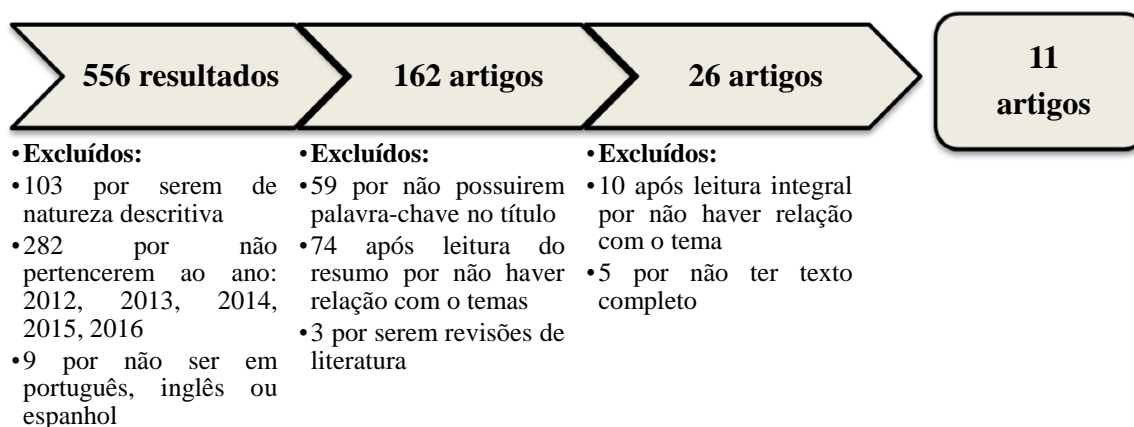 556 resultados
162 artigos
26 artigos
11
artigos
•Excluídos:
•103 por serem de
natureza descritiva
•282 por não
pertencerem ao ano:
2012, 2013, 2014,
2015, 2016
•9 por não ser em
português, inglês ou
espanhol
•Excluídos:
•59 por não possuirem
palavra-chave no título
•74 após leitura do
resumo por não haver
relação com o temas
•3 por serem revisões de
literatura
•Excluídos:
•10 após leitura integral
por não haver relação
com o tema
•5 por não ter texto
completo